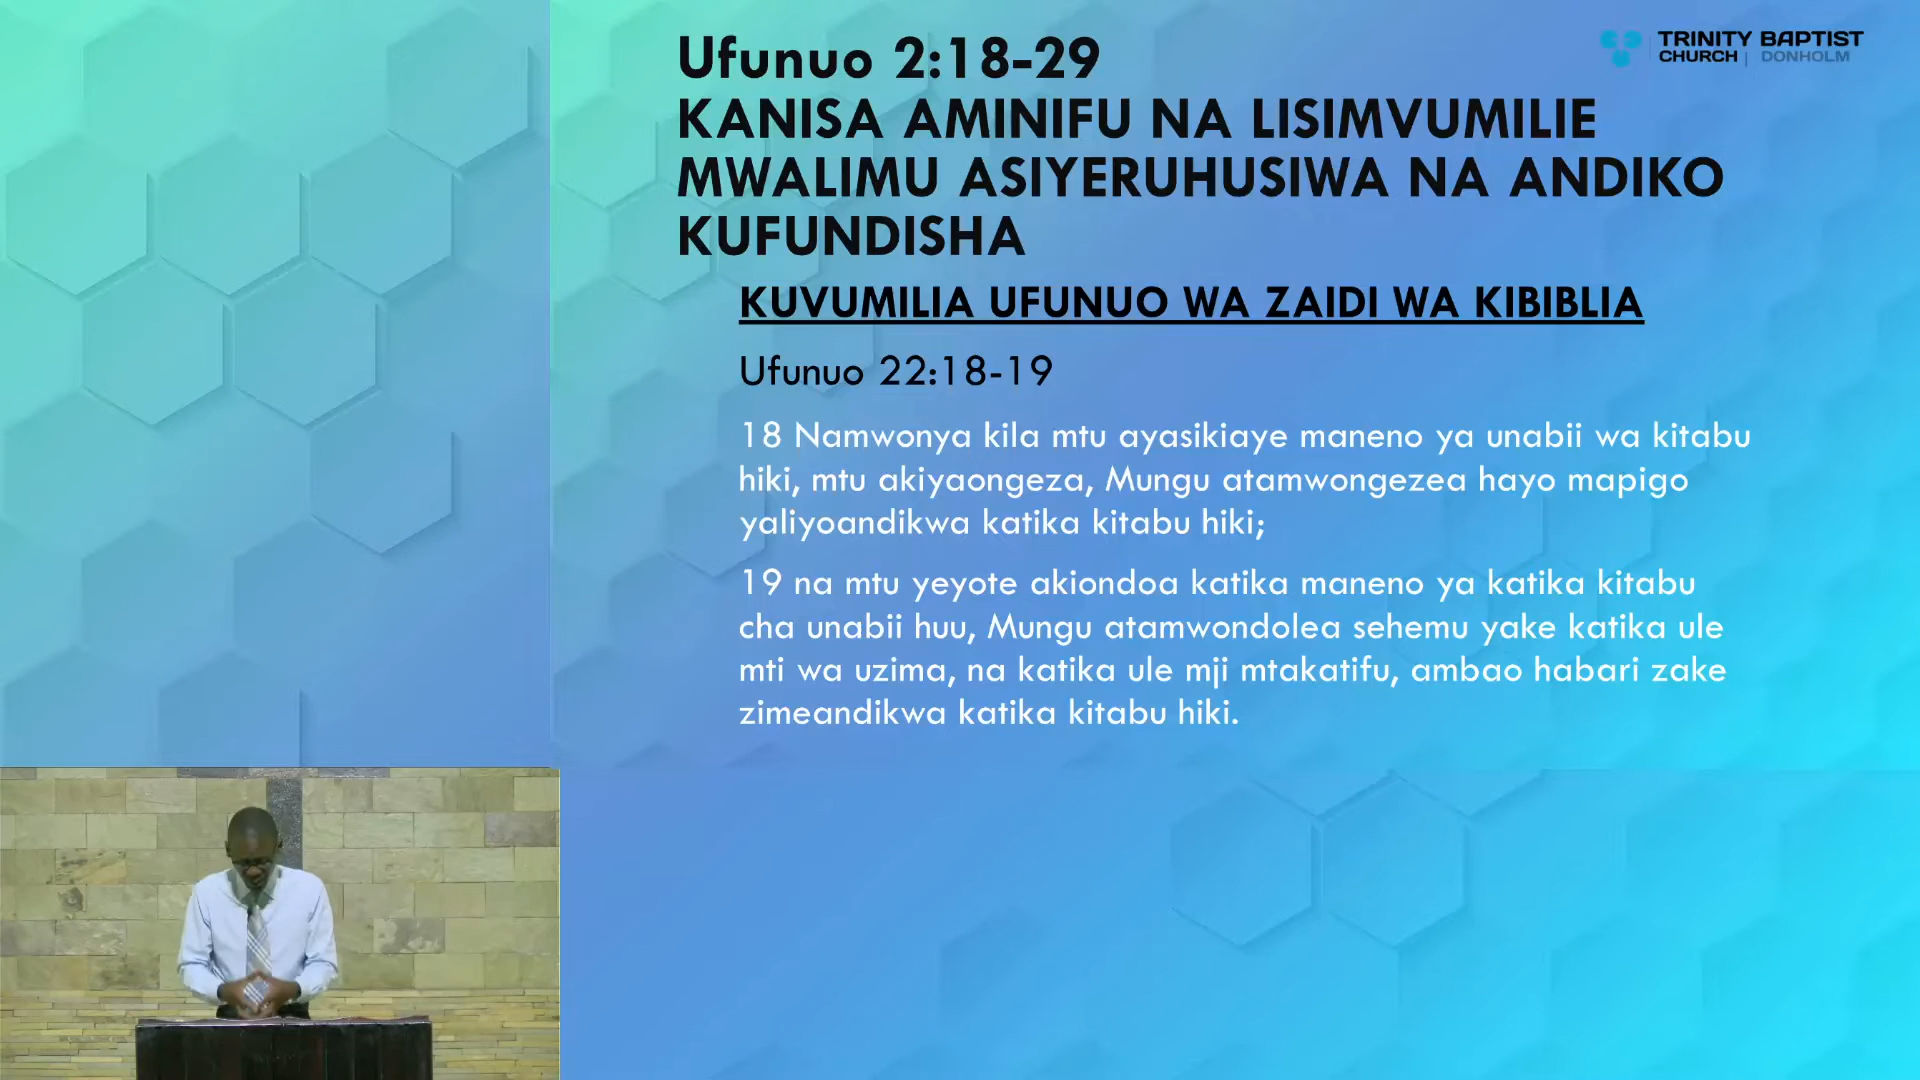 Ufunuo 2:18-29
KANISA AMINIFU NA LISIMVUMILIE
MWALIMU ASIYERUHUSIWA NA ANDIKO
KUFUNDISHA
TRINITY BAPTIST
CHURCH | DONHOLM
KUVUMILIA UFUNUO WA ZAIDI WA KIBIBLIA
Ufunuo 22:18-19
18 Namwonya kila mtu ayasikiaye maneno ya unabii wa kitabu
hiki, mtu akiyaongeza, Mungu atamwongezea hayo mapigo
yaliyoandikwa katika kitabu hiki;
19 na mtu yeyote akiondoa katika maneno ya katika kitabu
cha unabii huu, Mungu atamwondolea sehemu yake katika ule
mti wa uzima, na katika ule mji mtakatifu, ambao habari zake
zimeandikwa katika kitabu hiki.